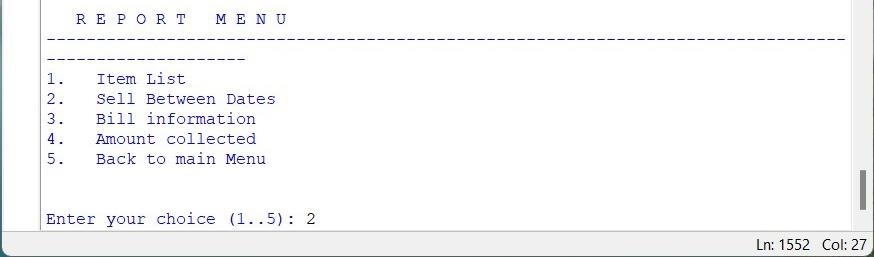 R E P O R T   M E N U
--------------------------------------------------------------------------------
--------------------
1.   Item List
2.   Sell Between Dates
3.   Bill information
4.   Amount collected
5.   Back to main Menu
Enter your choice (1..5): 2
Ln: 1552   Col: 27